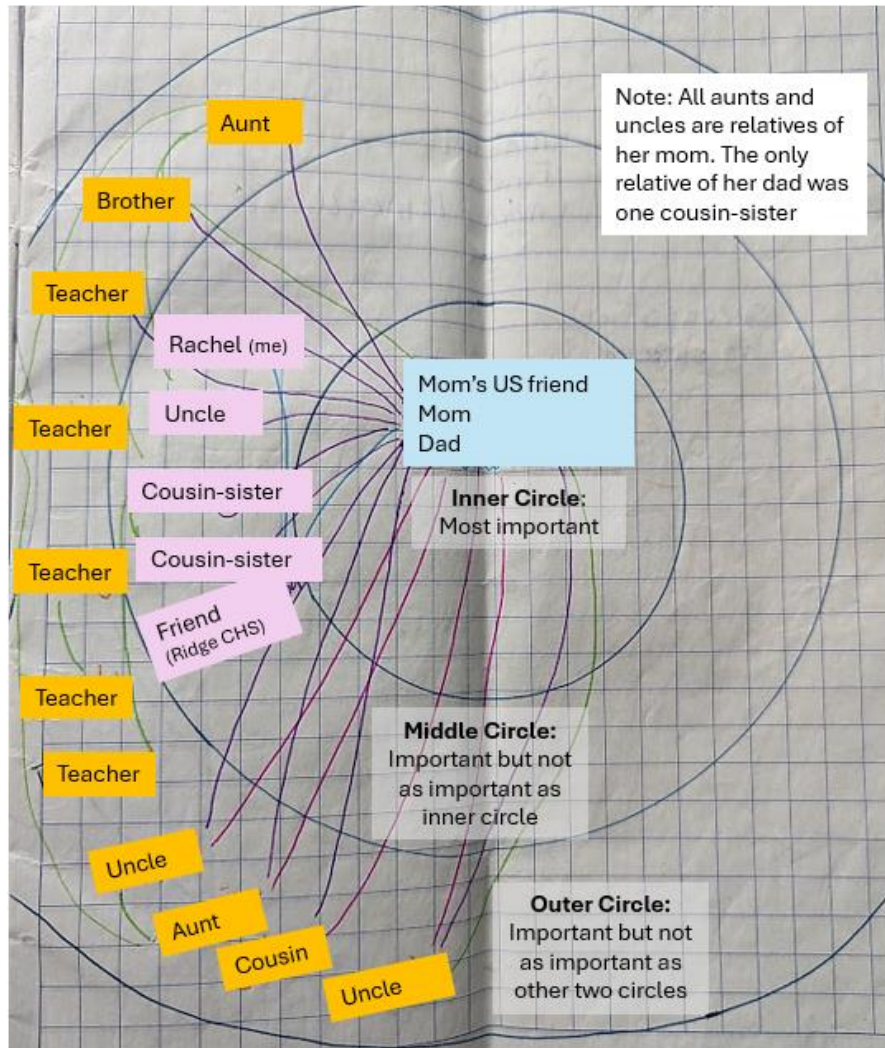 Note: All aunts and
uncles are relatives of
her mom. The only
relative of her dad was
one cousin-sister
Aunt
Brother
Teacher
Rachel (me)
Mom's US friend
Mom
Dad
Uncle
Teacher
Cousin-sister
Inner Circle:
Most important
Cousin-sister
Teacher
Friend
(Ridge CHS)
Teacher
Middle Circle:
Important but not
as important as
inner circle
Teacher
Uncle
Aunt
Cousin
Uncle
Outer Circle:
Important but not
as important as
other two circles